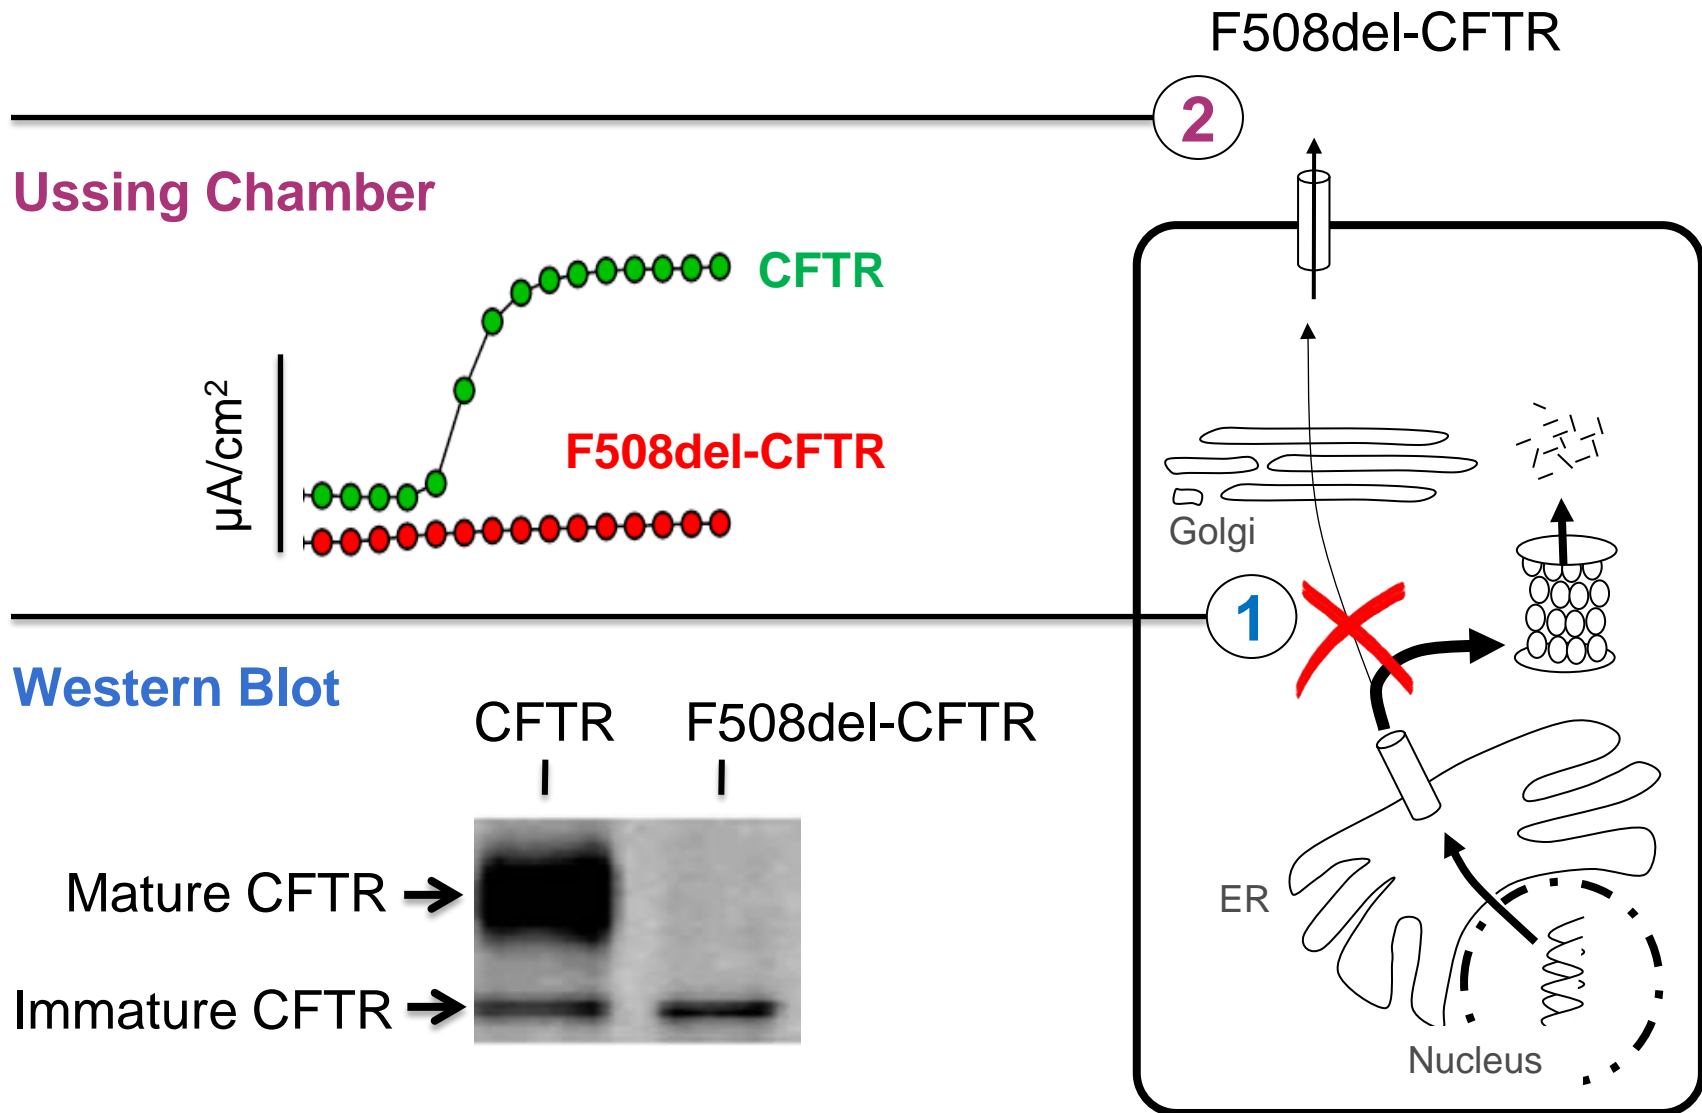 F508del-CFTR
2
Ussing Chamber
CFTR
μA/cm²
F508del-CFTR
Golgi
1
Western Blot
CFTR F508del-CFTR
Mature CFTR
ER
Immature CFTR
Nucleus